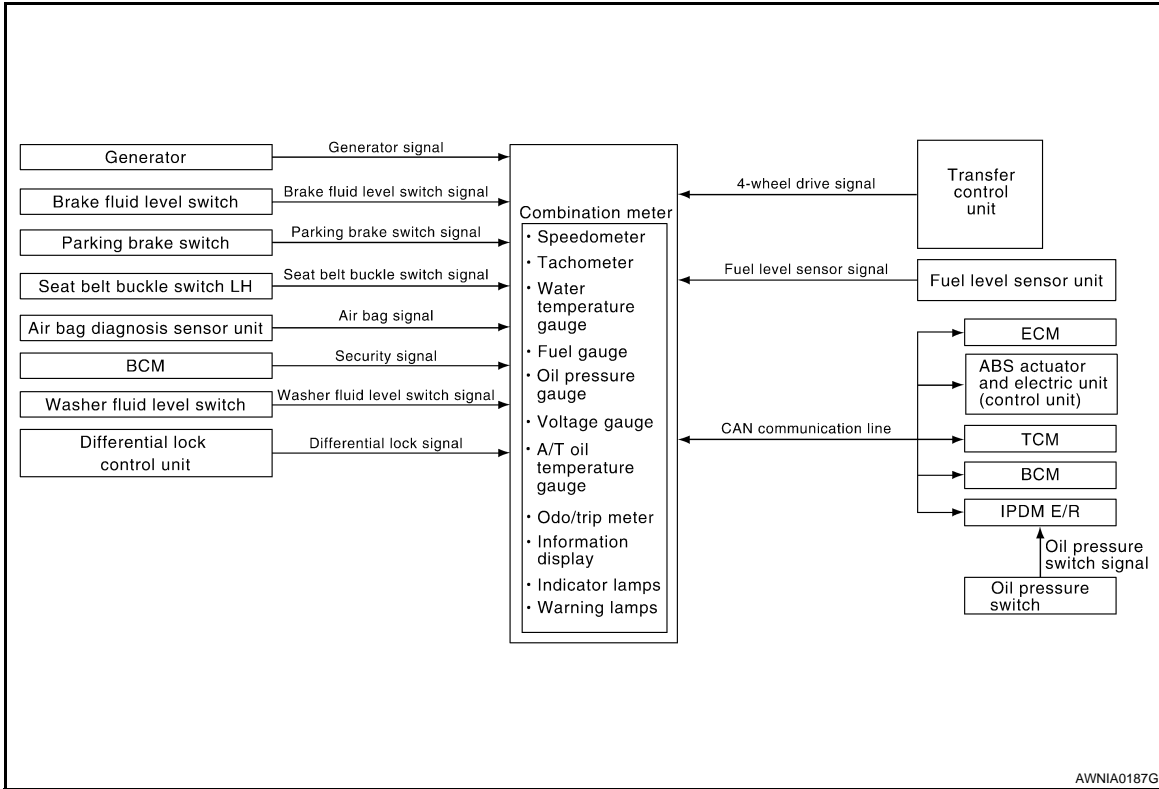 Generator
Generator signal
Brake fluid level switch
Brake fluid level switch signal
Parking brake switch
Parking brake switch signal
Seat belt buckle switch LH
Seat belt buckle switch signal
Air bag diagnosis sensor unit
Air bag signal
BCM
Security signal
Washer fluid level switch
Washer fluid level switch signal
Differential lock
control unit
Differential lock signal
Combination meter
· Speedometer
· Tachometer
· Water
temperature
gauge
· Fuel gauge
· Oil pressure
gauge
· Voltage gauge
· A/T oil
temperature
gauge
· Odo/trip meter
· Information
display
· Indicator lamps
· Warning lamps
4-wheel drive signal
Transfer
control
unit
Fuel level sensor signal
Fuel level sensor unit
CAN communication line
ECM
ABS actuator
and electric unit
(control unit)
TCM
BCM
IPDM E/R
Oil pressure
switch signal
Oil pressure
switch
AWNIA0187G